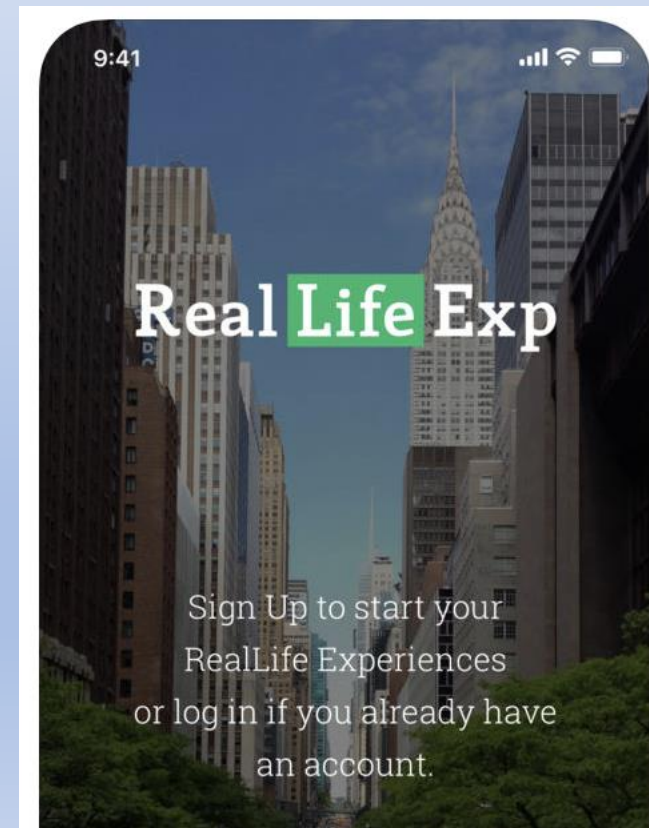 9:41
Real Life Exp
Sign Up to start your
RealLife Experiences
or log in if you already have
an account.